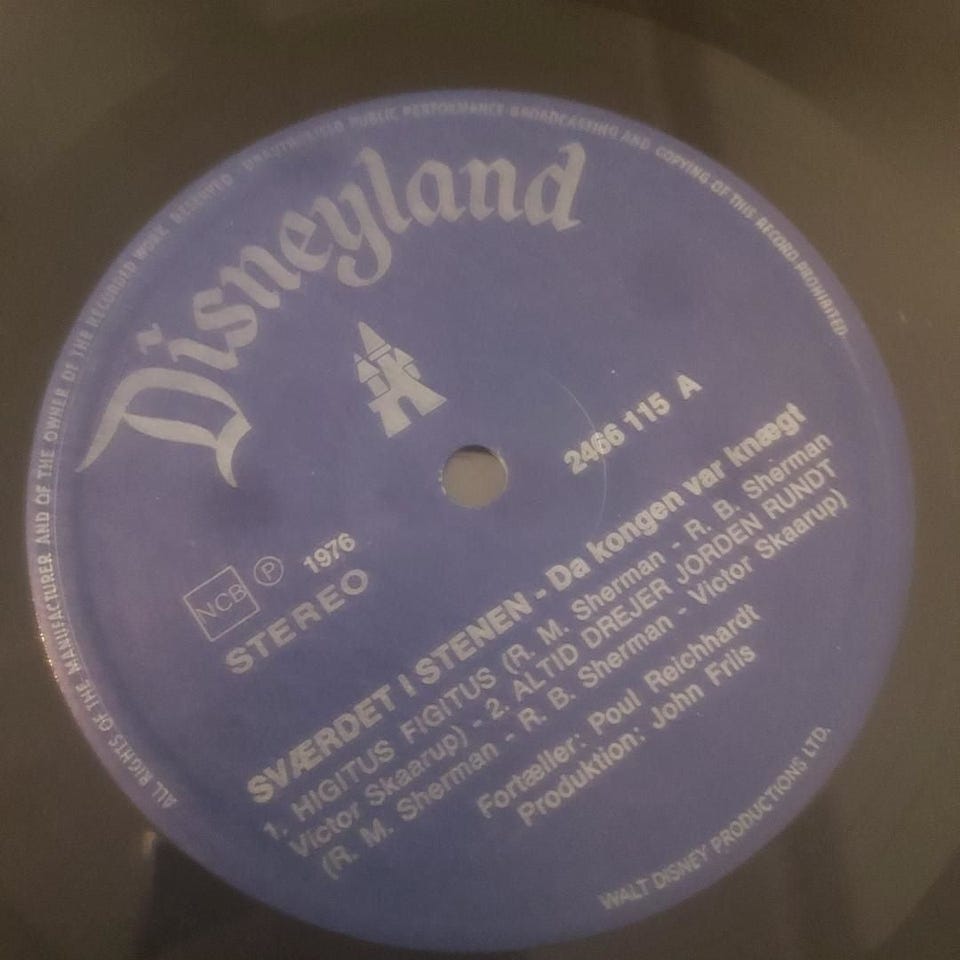 ALL RIGHTS OF THE MANUFACTURER AND OF THE OWNER OF THE RECORDED WORK RESERVED UNAUTHORISED PUBLIC PERFORMANCE BROADCASTING AND COPYING OF THIS RECORD PROHIBITED
Disneyland
2466 115 A
NCB P 1976
STEREO
SVÆRDET I STENEN - Da kongen var knægt
1. HIGITUS FIGITUS (R. M. Sherman - R. B. Sherman
Victor Skaarup) - 2. ALTID DREJER JORDEN RUNDT
(R. M. Sherman - R. B. Sherman - Victor Skaarup)
Fortæller: Poul Reichhardt
Produktion: John Friis
WALT DISNEY PRODUCTIONS LTD.